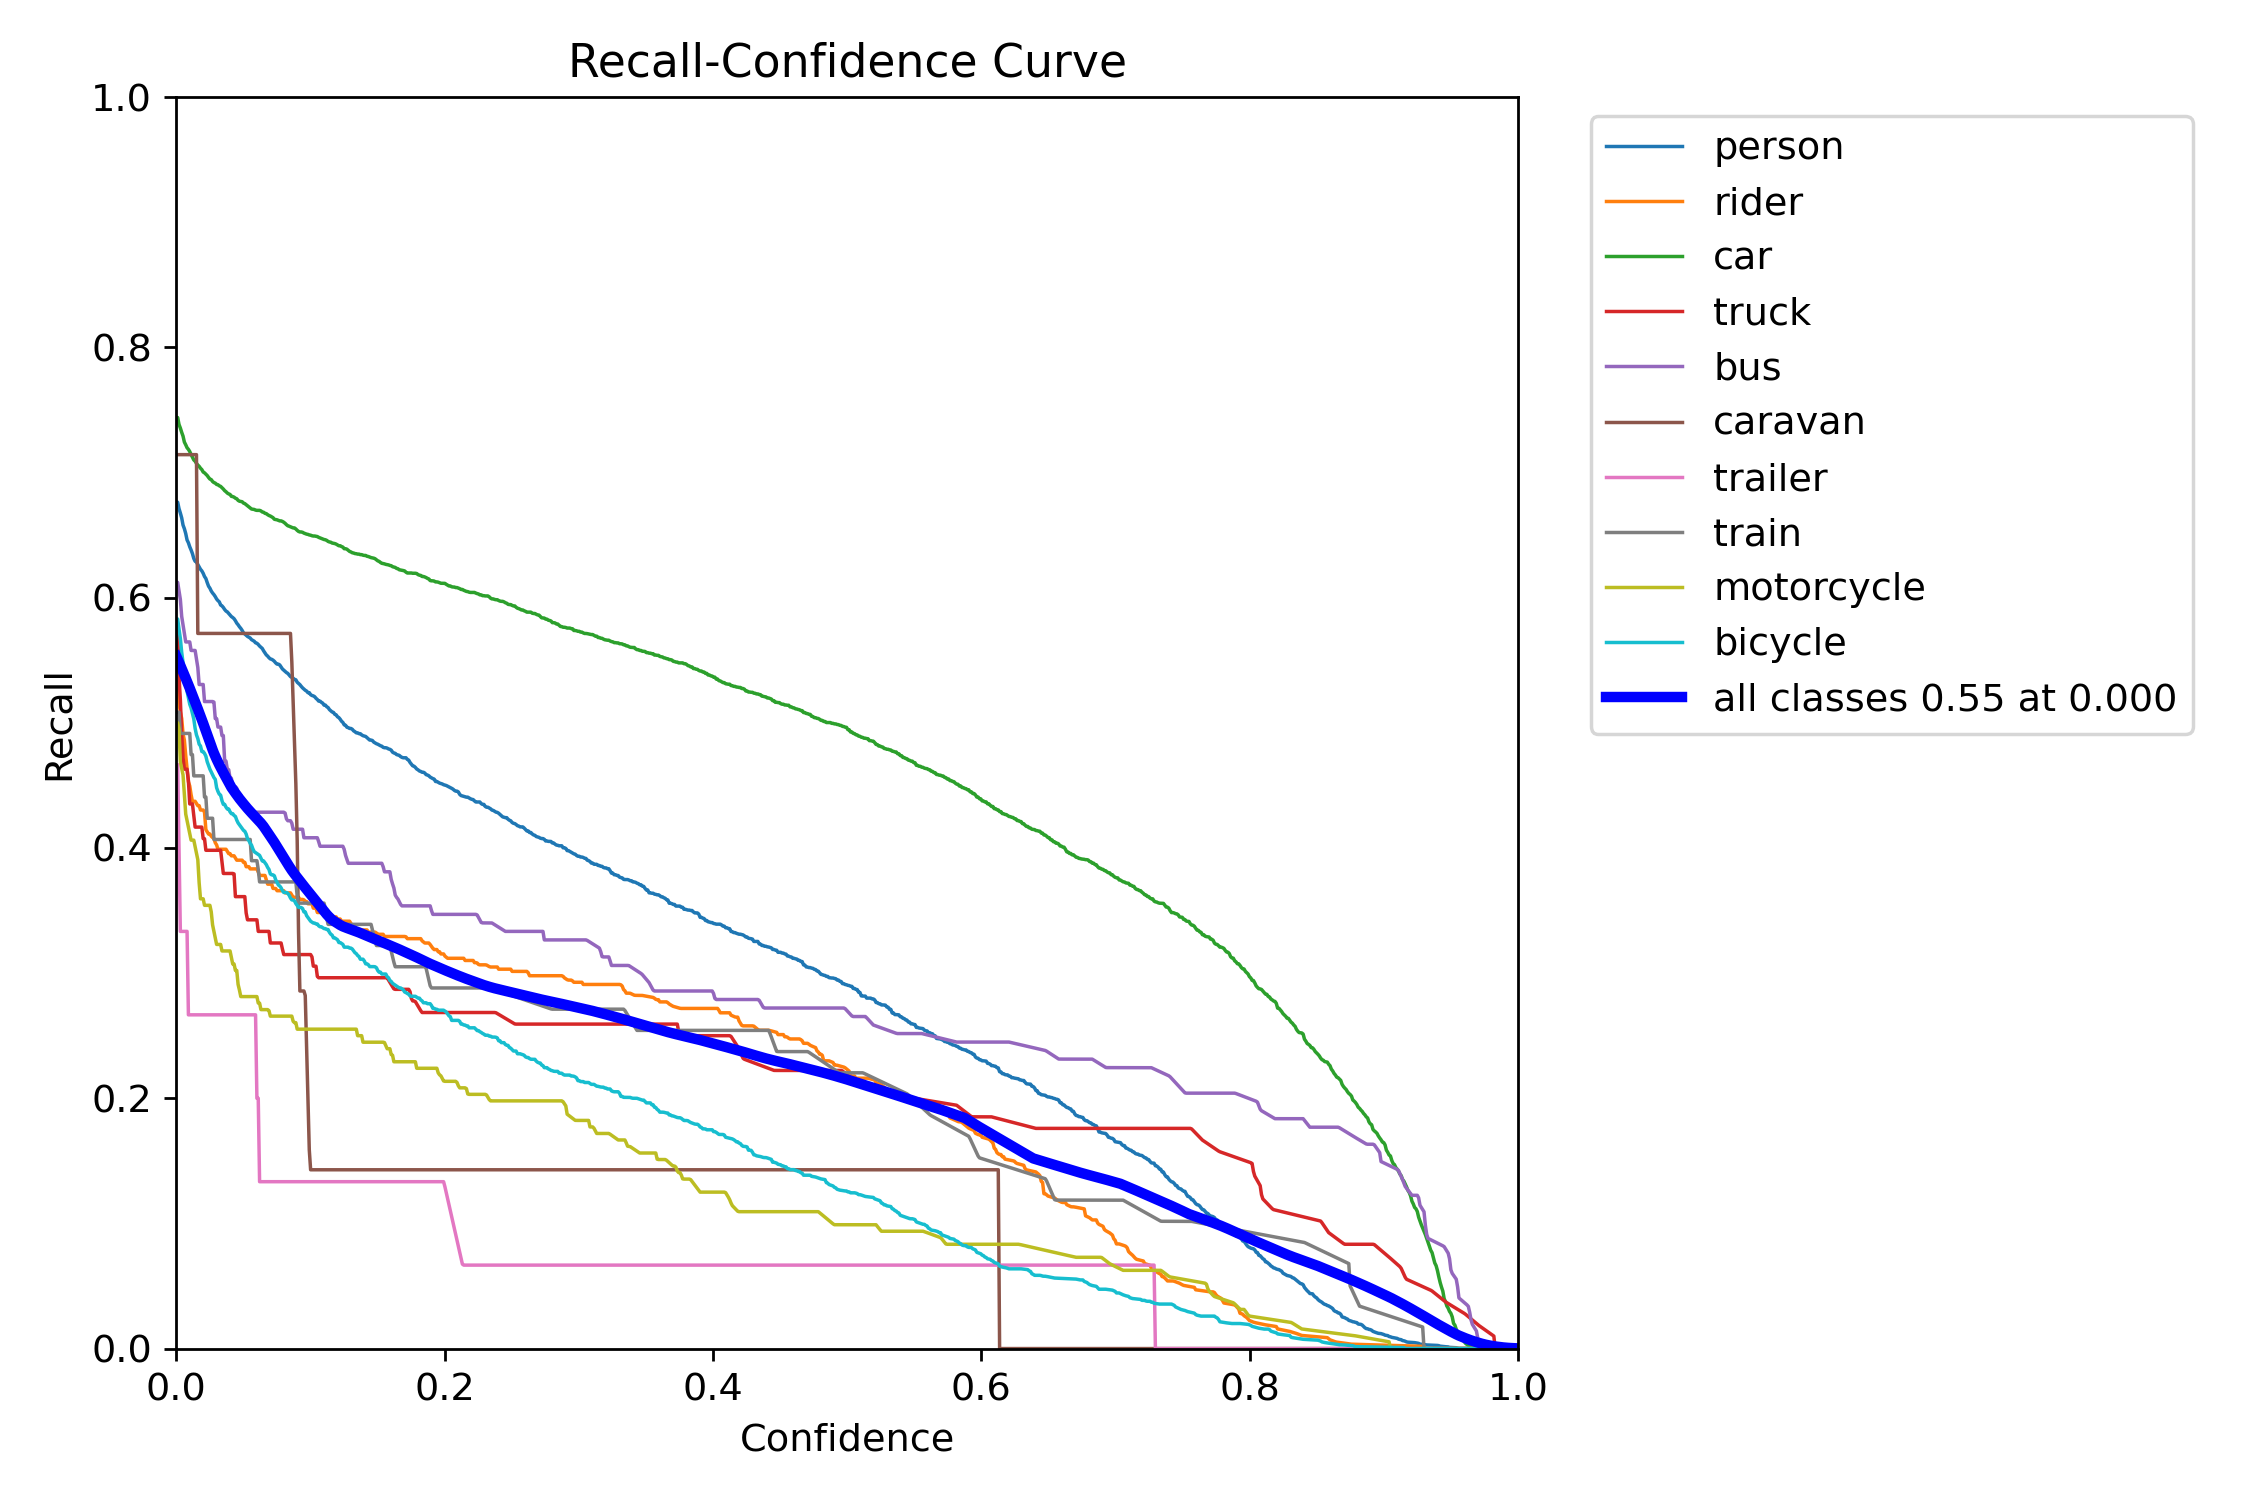 Recall-Confidence Curve
1.0
0.8
0.6
0.4
0.2
0.0
Recall
0.0 0.2 0.4 0.6 0.8 1.0
Confidence
person
rider
car
truck
bus
caravan
trailer
train
motorcycle
bicycle
all classes 0.55 at 0.000